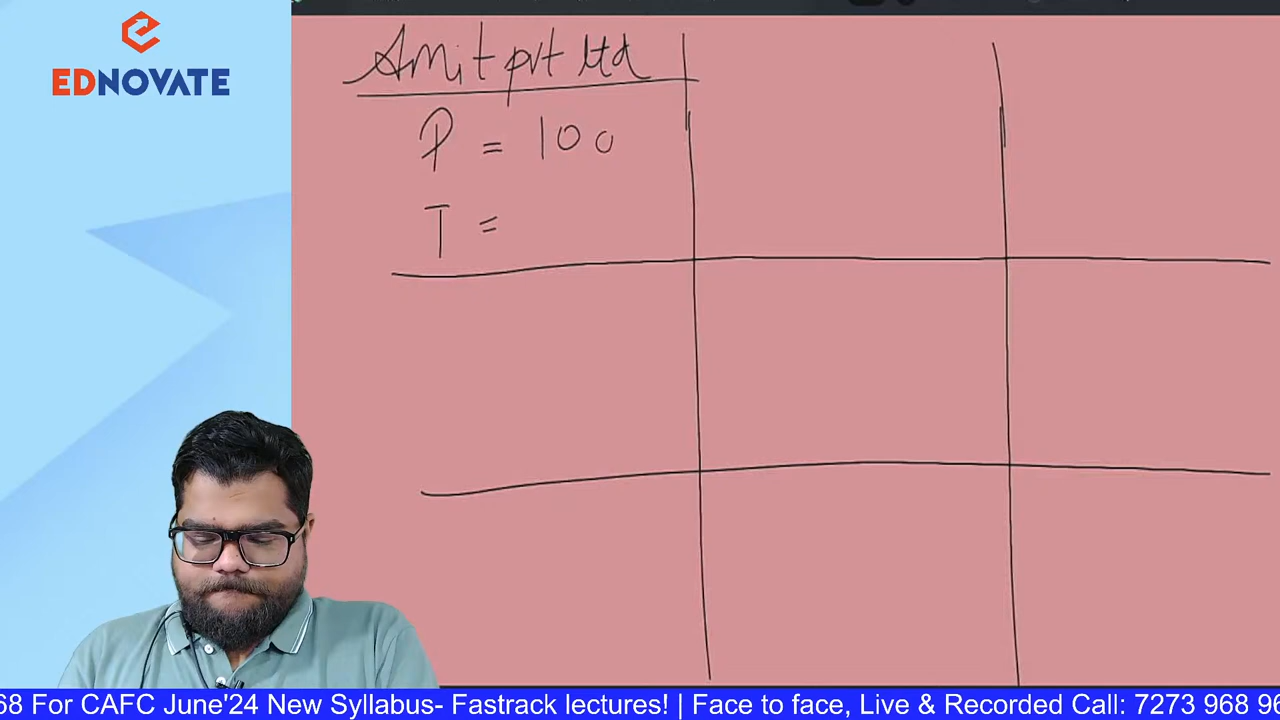 EDNOVATE
Amit pvt ltd
P = 100
T =
68 For CAFC June'24 New Syllabus- Fastrack lectures! | Face to face, Live & Recorded Call: 7273 968 96